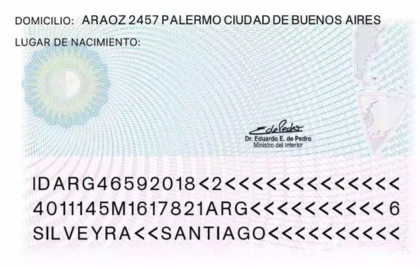 DOMICILIO: ARAOZ 2457 PALERMO CIUDAD DE BUENOS AIRES
LUGAR DE NACIMIENTO:
Dr. Eduardo E. de Pedro
Ministro del Interior
IDARG46592018<2<<<<<<<<<<<<
4011145M1617821ARG<<<<<<<<<6
SILVEYRA<<SANTIAGO<<<<<<<<<<